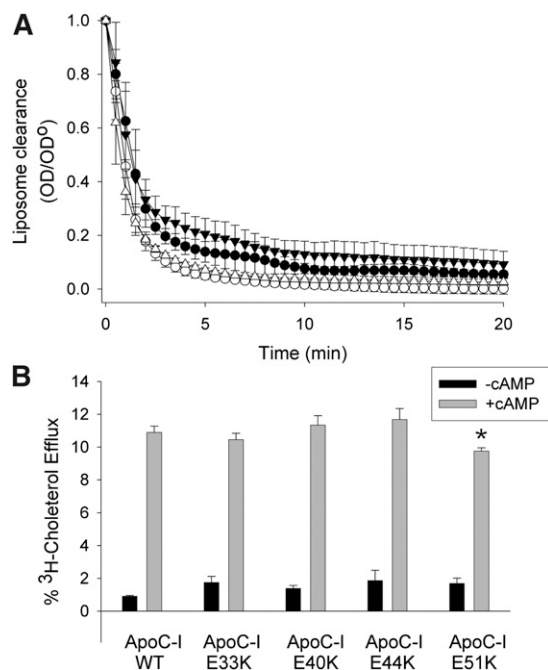 A
Liposome clearance
(OD/ODº)
1.0
0.8
0.6
0.4
0.2
0.0
0 5 10 15 20
Time (min)
B
-cAMP
+cAMP
% ³H-Choleterol Efflux
14
12
10
8
6
4
2
0
*
ApoC-I ApoC-I ApoC-I ApoC-I ApoC-I
WT E33K E40K E44K E51K